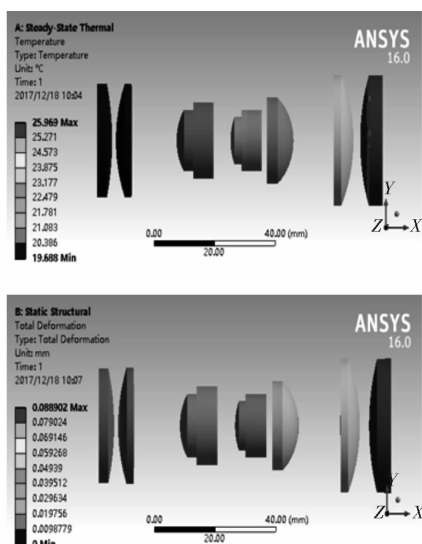 A: Steady-State Thermal
Temperature
Type: Temperature
Unit: °C
Time: 1
2017/12/18 10:04
ANSYS
16.0
25.969 Max
25.271
24.573
23.875
23.177
22.479
21.781
21.083
20.386
19.688 Min
0.00
40.00 (mm)
20.00
Y
Z
X
B: Static Structural
Total Deformation
Type: Total Deformation
Unit: mm
Time: 1
2017/12/18 10:07
ANSYS
16.0
0.088902 Max
0.079024
0.069146
0.059268
0.04939
0.039512
0.029634
0.019756
0.0098779
0 Min
0.00
40.00 (mm)
20.00
Y
Z
X